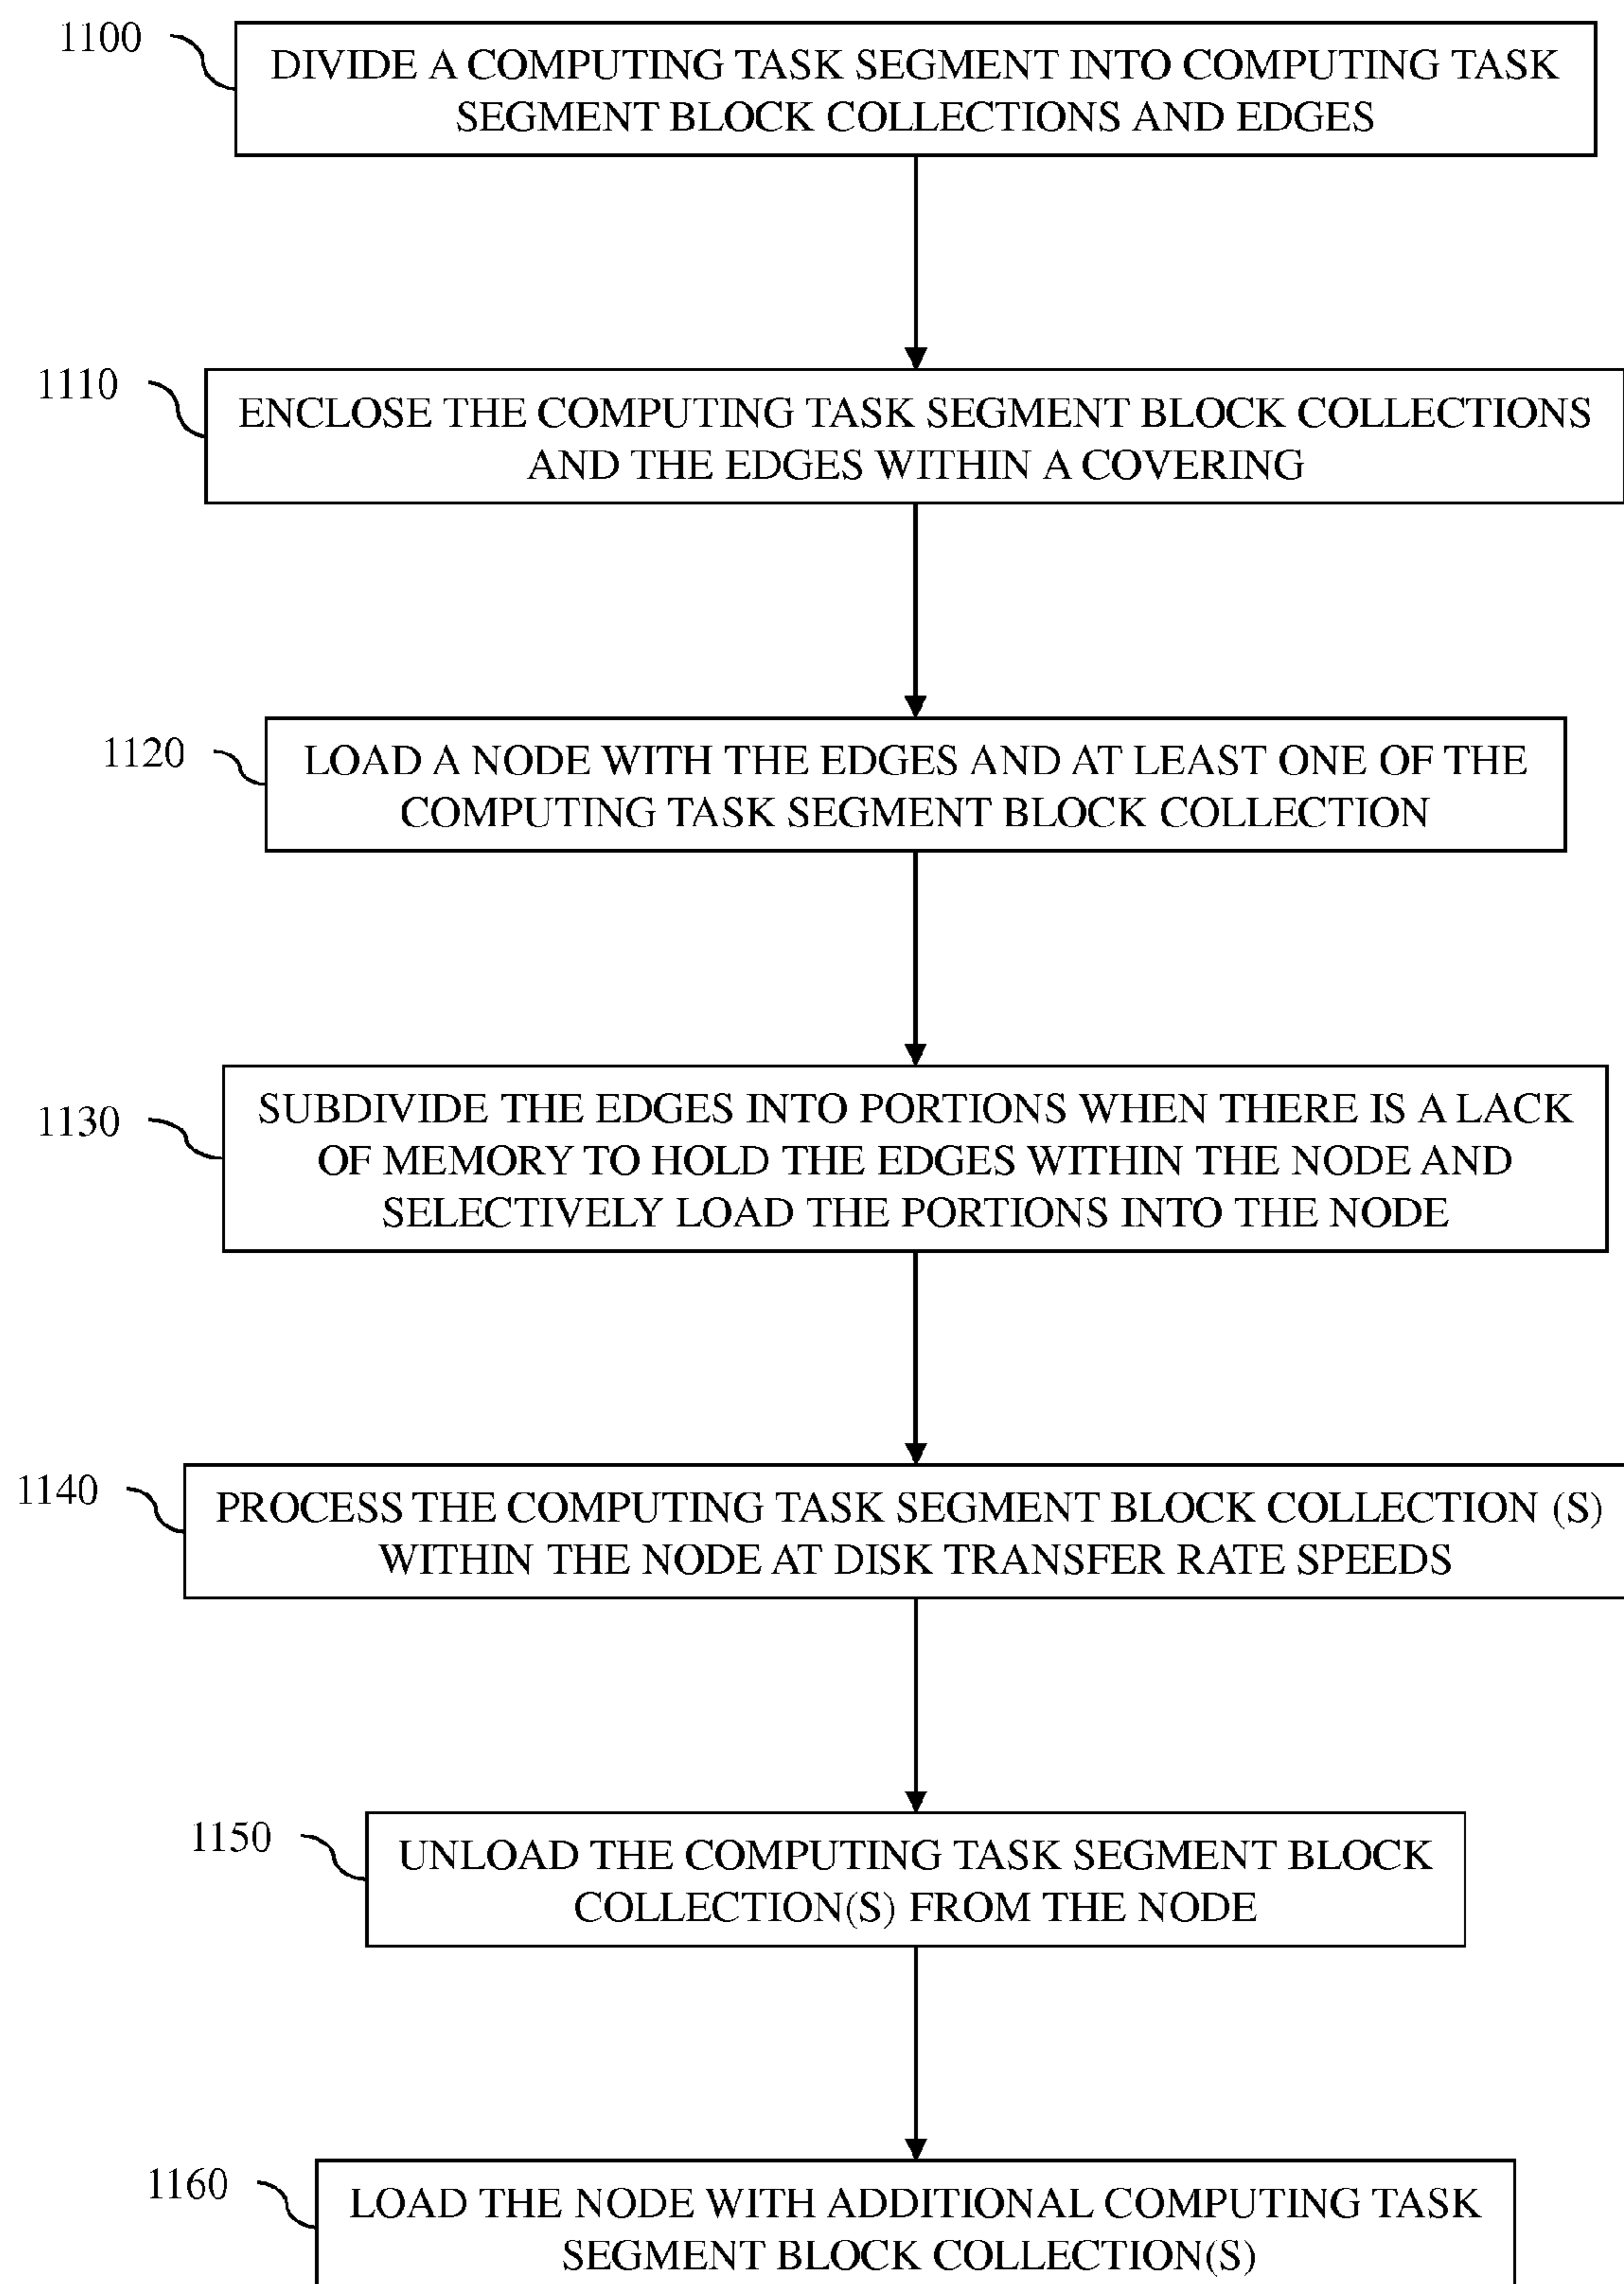 1100
DIVIDE A COMPUTING TASK SEGMENT INTO COMPUTING TASK
SEGMENT BLOCK COLLECTIONS AND EDGES
1110
ENCLOSE THE COMPUTING TASK SEGMENT BLOCK COLLECTIONS
AND THE EDGES WITHIN A COVERING
1120
LOAD A NODE WITH THE EDGES AND AT LEAST ONE OF THE
COMPUTING TASK SEGMENT BLOCK COLLECTION
1130
SUBDIVIDE THE EDGES INTO PORTIONS WHEN THERE IS A LACK
OF MEMORY TO HOLD THE EDGES WITHIN THE NODE AND
SELECTIVELY LOAD THE PORTIONS INTO THE NODE
1140
PROCESS THE COMPUTING TASK SEGMENT BLOCK COLLECTION (S)
WITHIN THE NODE AT DISK TRANSFER RATE SPEEDS
1150
UNLOAD THE COMPUTING TASK SEGMENT BLOCK
COLLECTION(S) FROM THE NODE
1160
LOAD THE NODE WITH ADDITIONAL COMPUTING TASK
SEGMENT BLOCK COLLECTION(S)